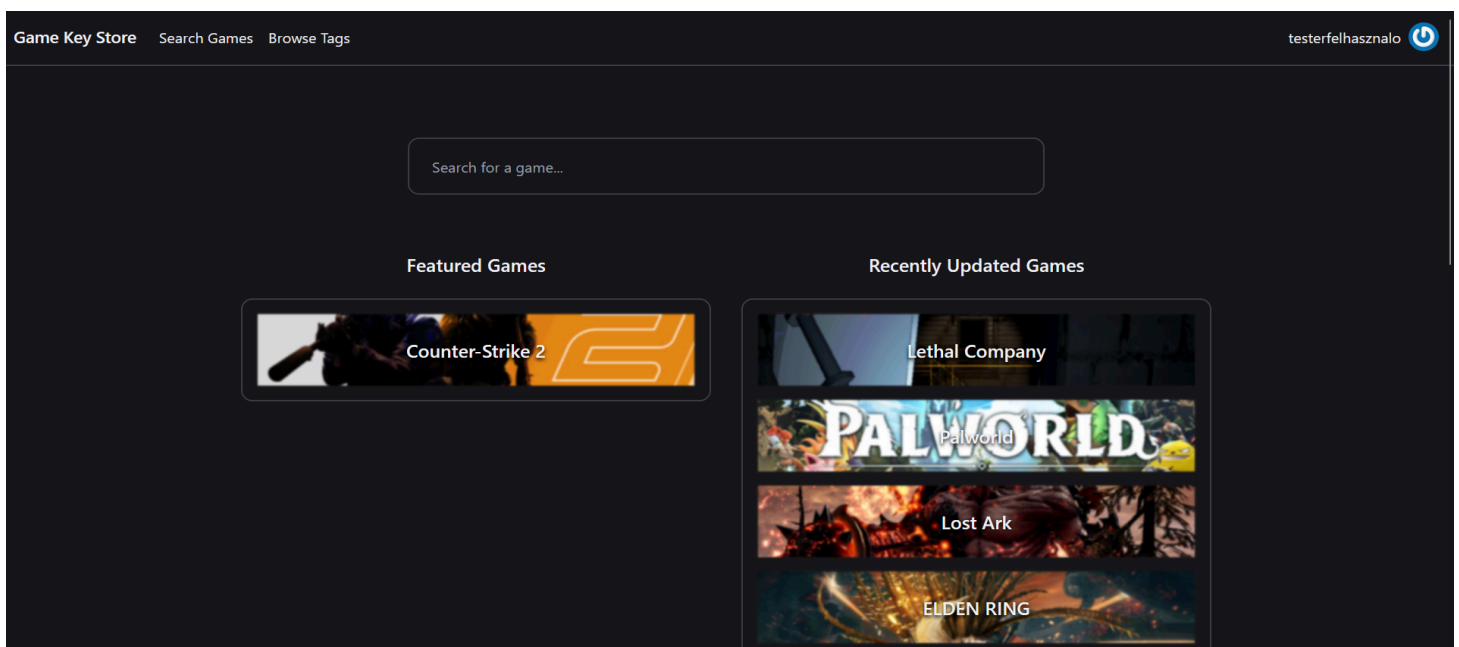 Game Key Store Search Games Browse Tags testerfelhasznalo
Search for a game...
Featured Games
Counter-Strike 2
Recently Updated Games
Lethal Company
PALWORLD
Palworld
Lost Ark
ELDEN RING